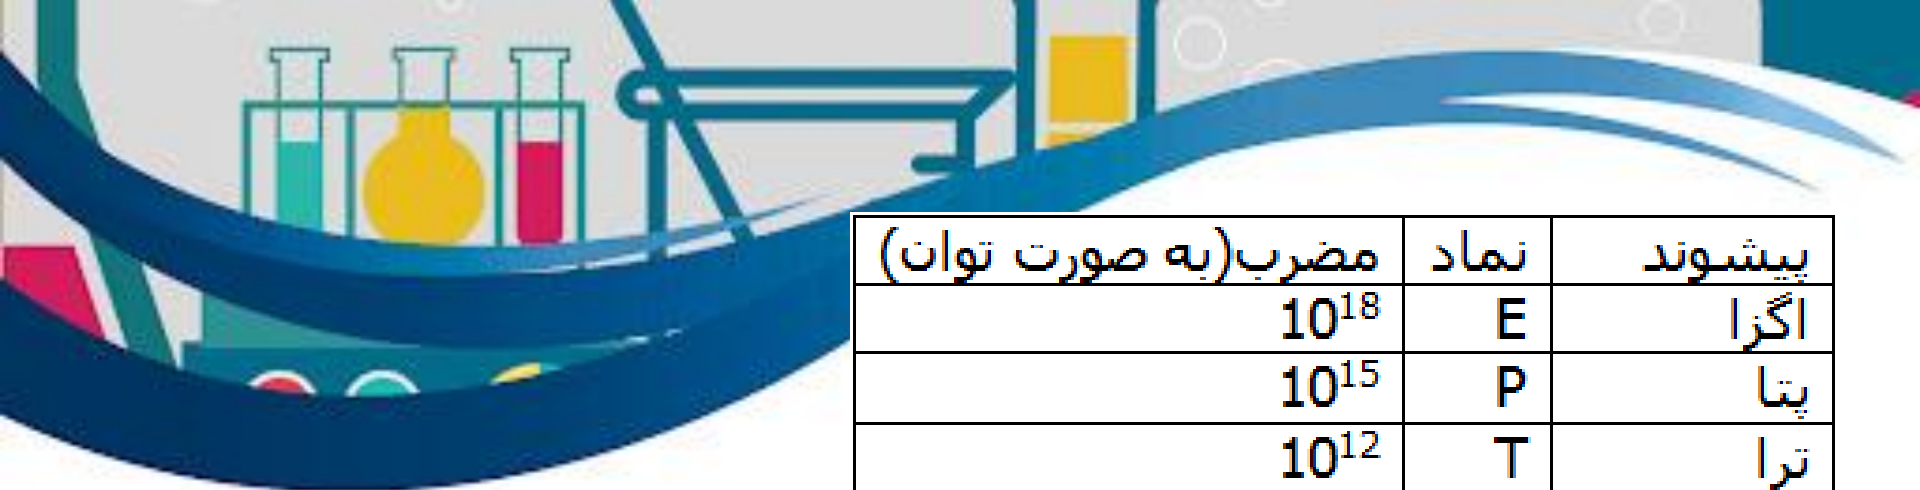 پیشوند نماد مضرب(به صورت توان)
اگزا E 10¹⁸
پتا P 10¹⁵
ترا T 10¹²